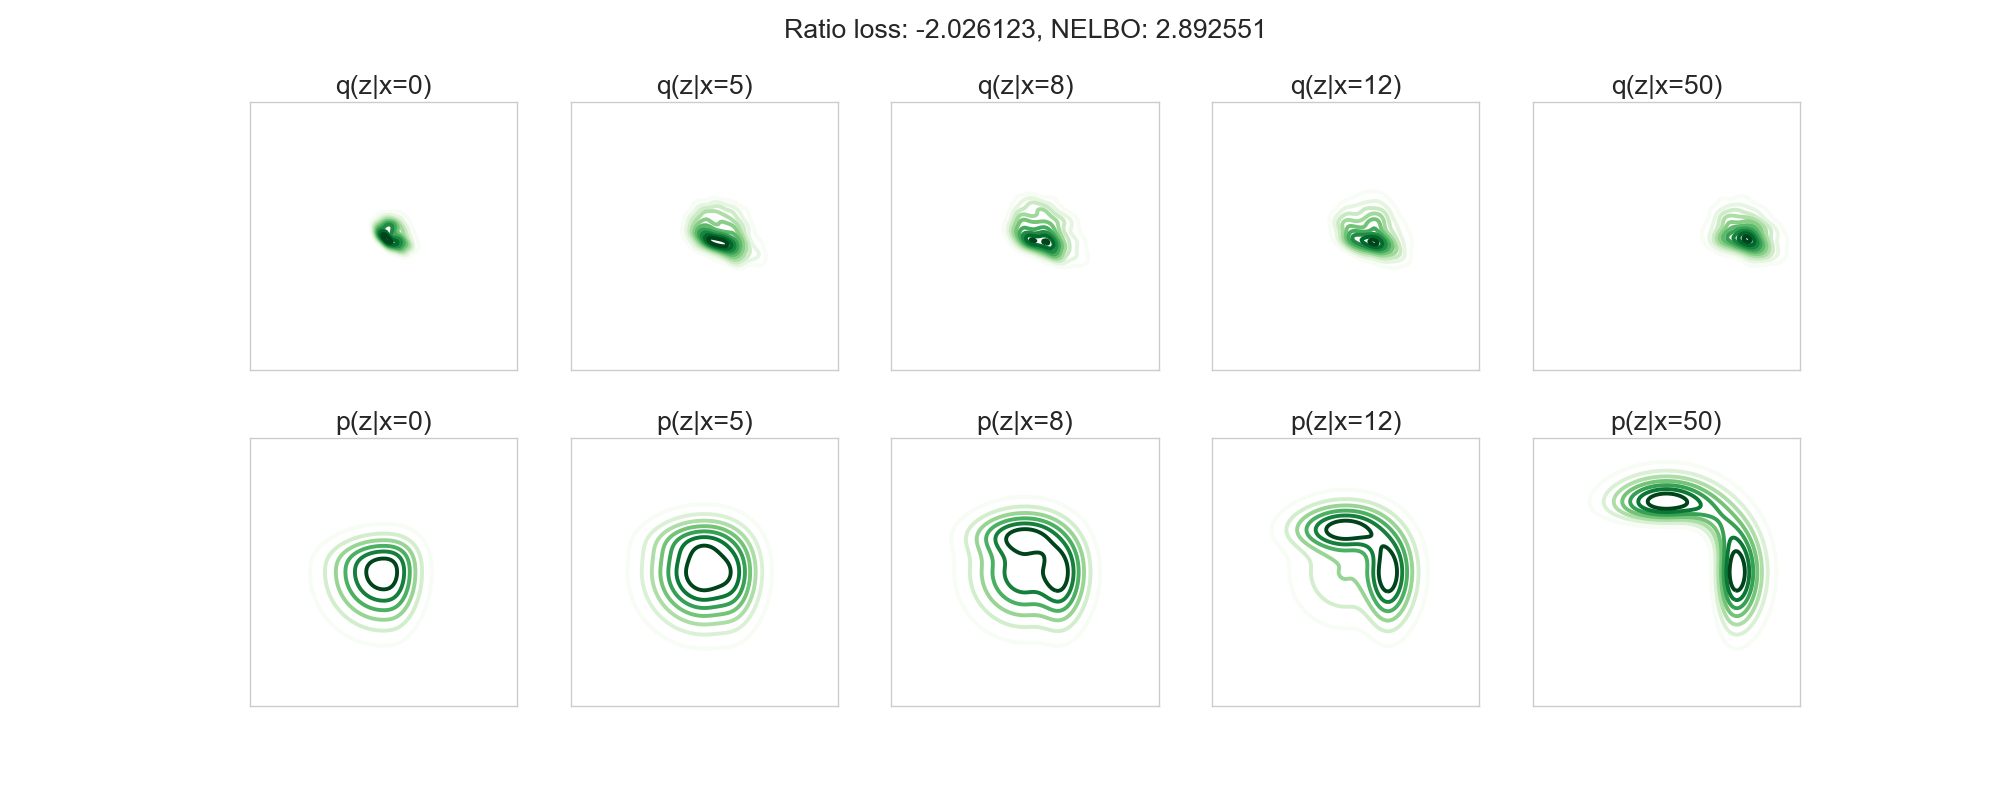 Ratio loss: -2.026123, NELBO: 2.892551
q(z|x=0) q(z|x=5) q(z|x=8) q(z|x=12) q(z|x=50)
p(z|x=0) p(z|x=5) p(z|x=8) p(z|x=12) p(z|x=50)